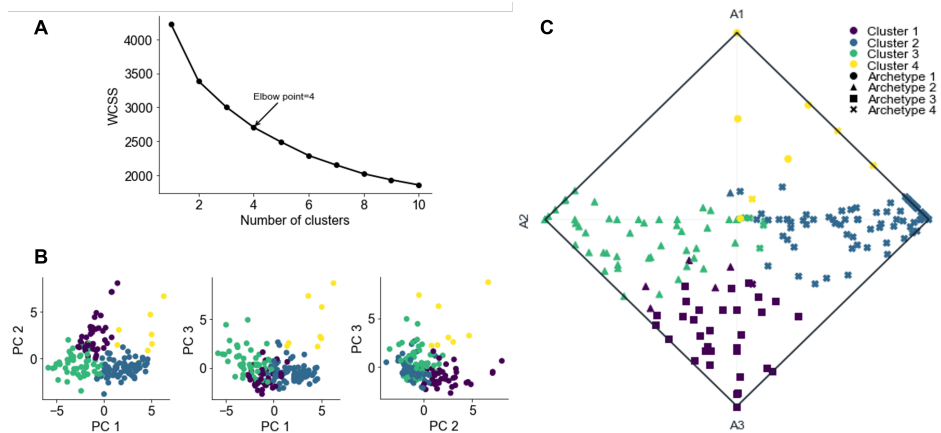 A
4000
3500
3000
2500
2000
WCSS
Elbow point=4
2
4
6
8
10
Number of clusters
B
5
0
PC 2
−5
0
5
PC 1
5
0
PC 3
−5
0
5
PC 1
5
0
PC 3
0
5
PC 2
C
A1
A2
A3
Cluster 1
Cluster 2
Cluster 3
Cluster 4
Archetype 1
Archetype 2
Archetype 3
Archetype 4